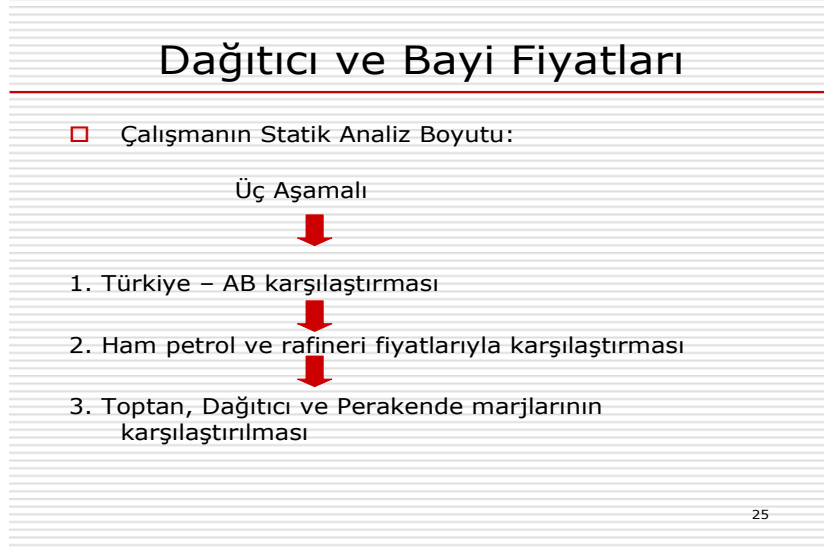 Dağıtıcı ve Bayi Fiyatları
Çalışmanın Statik Analiz Boyutu:
Üç Aşamalı
1. Türkiye – AB karşılaştırması
2. Ham petrol ve rafineri fiyatlarıyla karşılaştırması
3. Toptan, Dağıtıcı ve Perakende marjlarının
karşılaştırılması
25